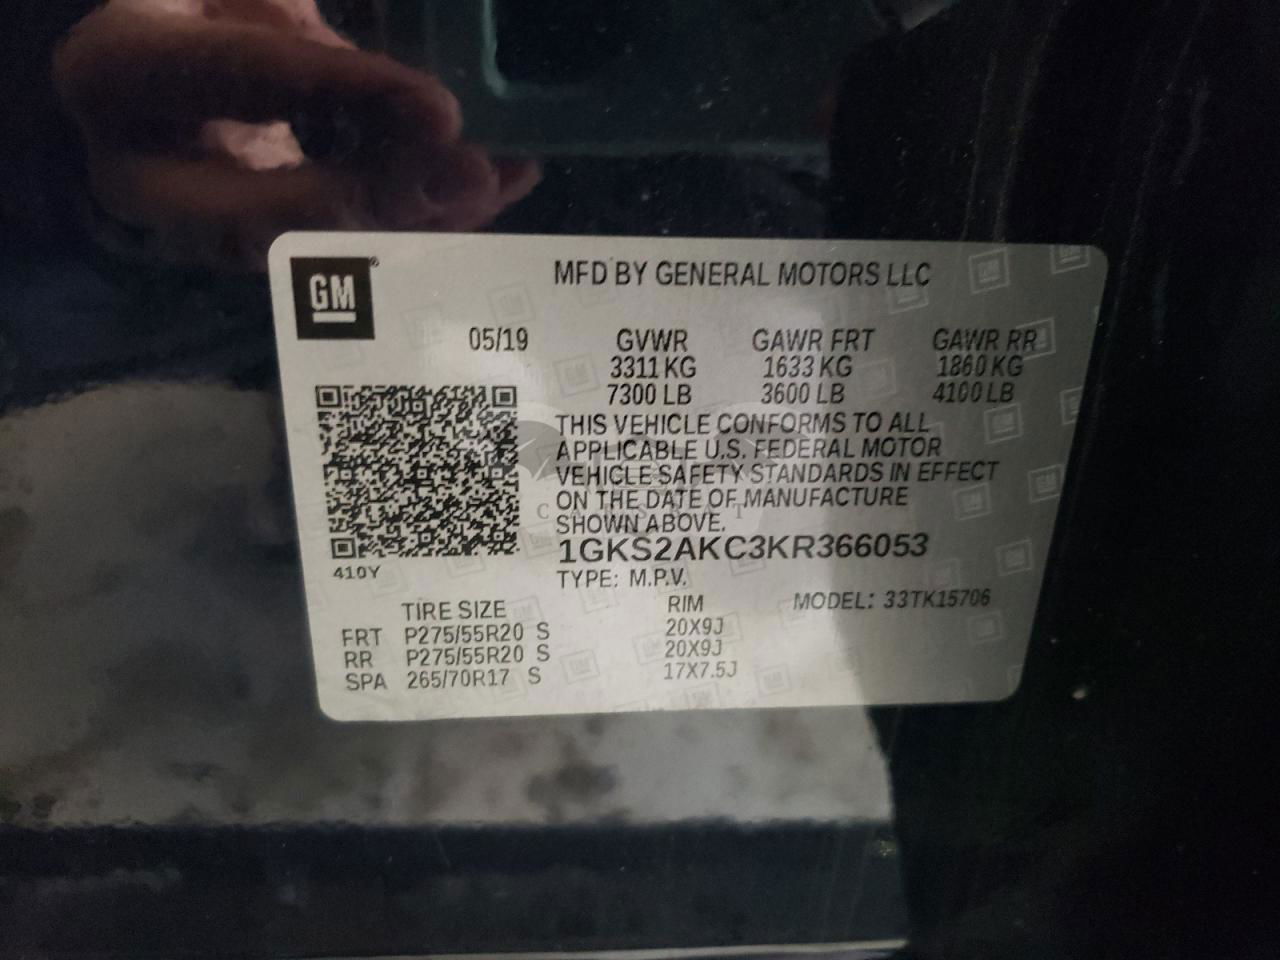 GM®
MFD BY GENERAL MOTORS LLC
05/19 GVWR GAWR FRT GAWR RR
3311 KG 1633 KG 1860 KG
7300 LB 3600 LB 4100 LB
THIS VEHICLE CONFORMS TO ALL
APPLICABLE U.S. FEDERAL MOTOR
VEHICLE SAFETY STANDARDS IN EFFECT
ON THE DATE OF MANUFACTURE
SHOWN ABOVE.
1GKS2AKC3KR366053
410Y
TYPE: M.P.V.
TIRE SIZE RIM MODEL: 33TK15706
FRT P275/55R20 S 20X9J
RR P275/55R20 S 20X9J
SPA 265/70R17 S 17X7.5J